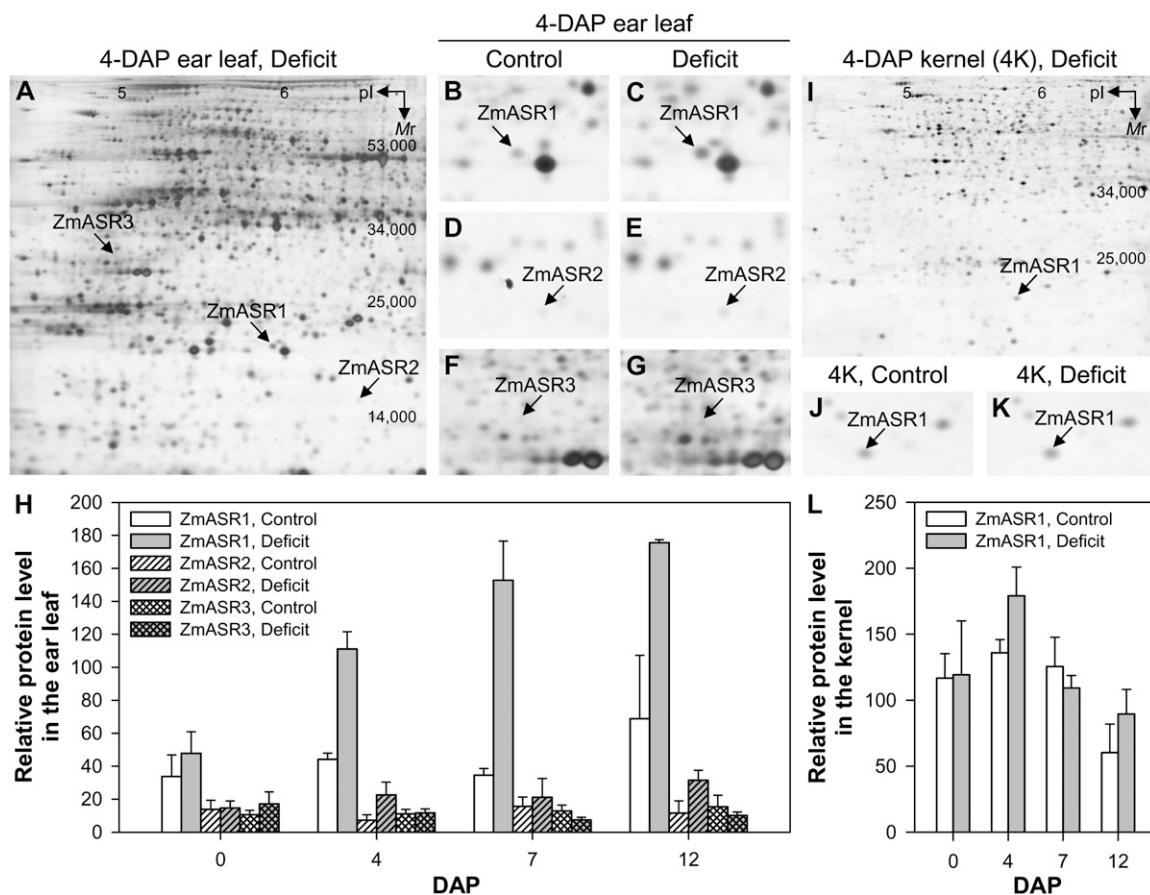 4-DAP ear leaf
4-DAP ear leaf, Deficit
Control
Deficit
4-DAP kernel (4K), Deficit
A
5
6
pI
Mr
53,000
ZmASR3
34,000
25,000
ZmASR1
ZmASR2
14,000
B
ZmASR1
C
ZmASR1
D
ZmASR2
E
ZmASR2
F
ZmASR3
G
ZmASR3
I
5
6
pI
Mr
34,000
25,000
ZmASR1
4K, Control
4K, Deficit
J
ZmASR1
K
ZmASR1
H
Relative protein level
in the ear leaf
200
180
160
140
120
100
80
60
40
20
0
ZmASR1, Control
ZmASR1, Deficit
ZmASR2, Control
ZmASR2, Deficit
ZmASR3, Control
ZmASR3, Deficit
0
4
7
12
DAP
L
Relative protein level
in the kernel
250
200
150
100
50
0
ZmASR1, Control
ZmASR1, Deficit
0
4
7
12
DAP